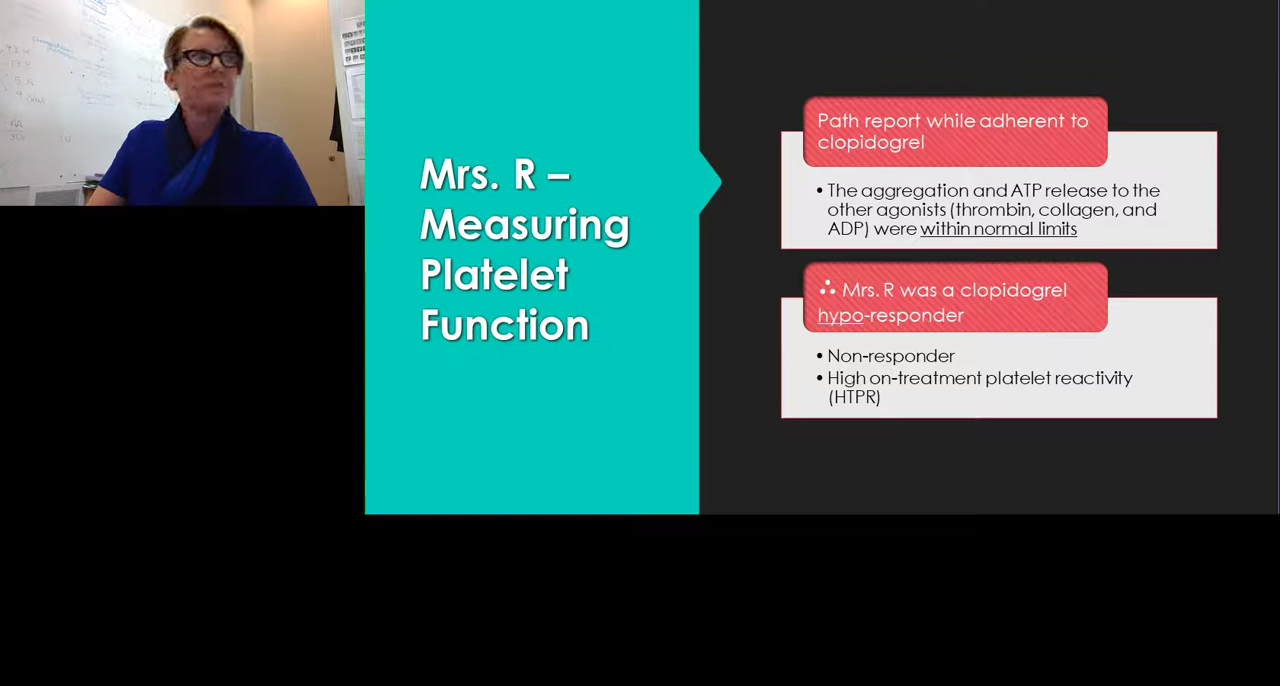 Mrs. R –
Measuring
Platelet
Function
Path report while adherent to
clopidogrel
• The aggregation and ATP release to the
other agonists (thrombin, collagen, and
ADP) were within normal limits
∴ Mrs. R was a clopidogrel
hypo-responder
• Non-responder
• High on-treatment platelet reactivity
(HTPR)